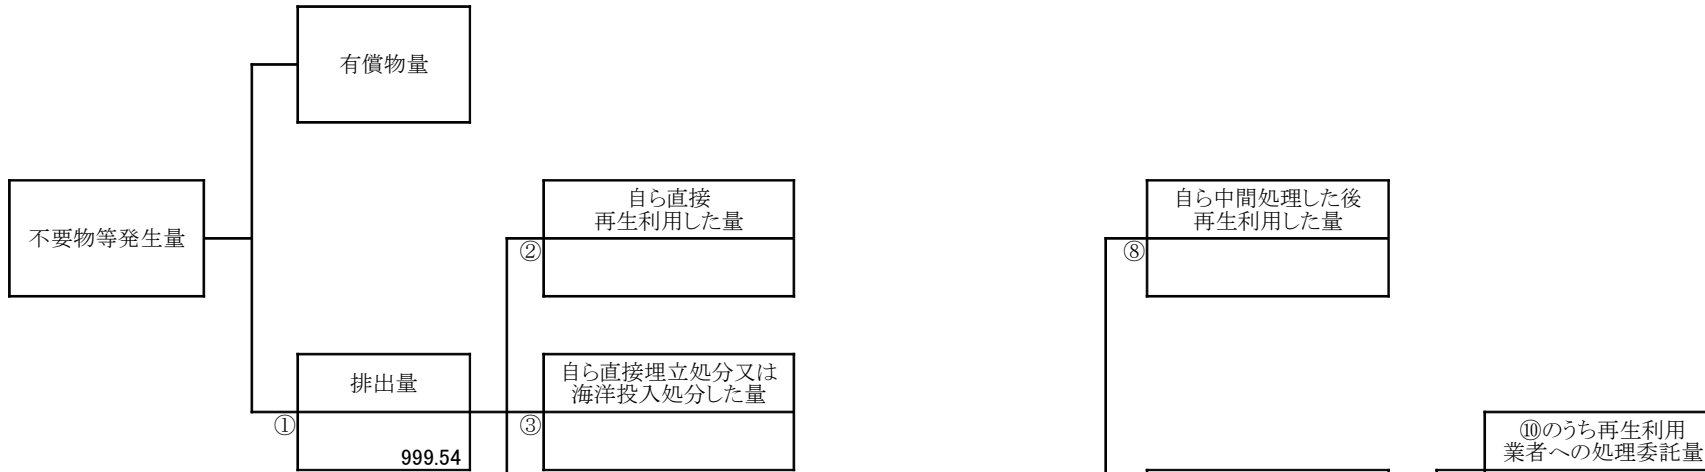 有償物量
不要物等発生量
自ら直接
再生利用した量
②
自ら中間処理した後
再生利用した量
⑧
排出量
①
999.54
自ら直接埋立処分又は
海洋投入処分した量
③
⑩のうち再生利用
業者への処理委託量